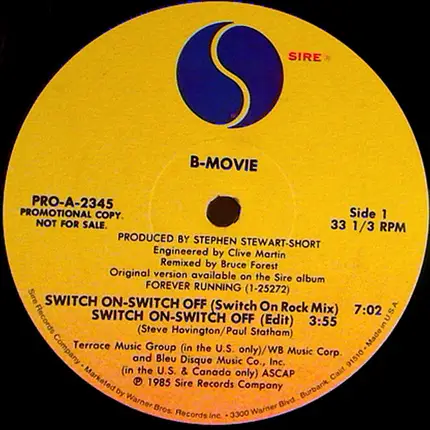 SIRE®
B-MOVIE
PRO-A-2345
PROMOTIONAL COPY.
NOT FOR SALE.
Side 1
33 1/3 RPM
PRODUCED BY STEPHEN STEWART-SHORT
Engineered by Clive Martin
Remixed by Bruce Forest
Original version available on the Sire album
FOREVER RUNNING (1-25272)
SWITCH ON-SWITCH OFF (Switch On Rock Mix) 7:02
SWITCH ON-SWITCH OFF (Edit) 3:55
(Steve Hovington/Paul Statham)
Terrace Music Group (in the U.S. only)/WB Music Corp.
and Bleu Disque Music Co., Inc.
(in the U.S. & Canada only) ASCAP
℗ 1985 Sire Records Company
Sire Records Company • Marketed by Warner Bros. Records Inc. • 3300 Warner Blvd., Burbank, Calif. 91510 • Made in U.S.A.